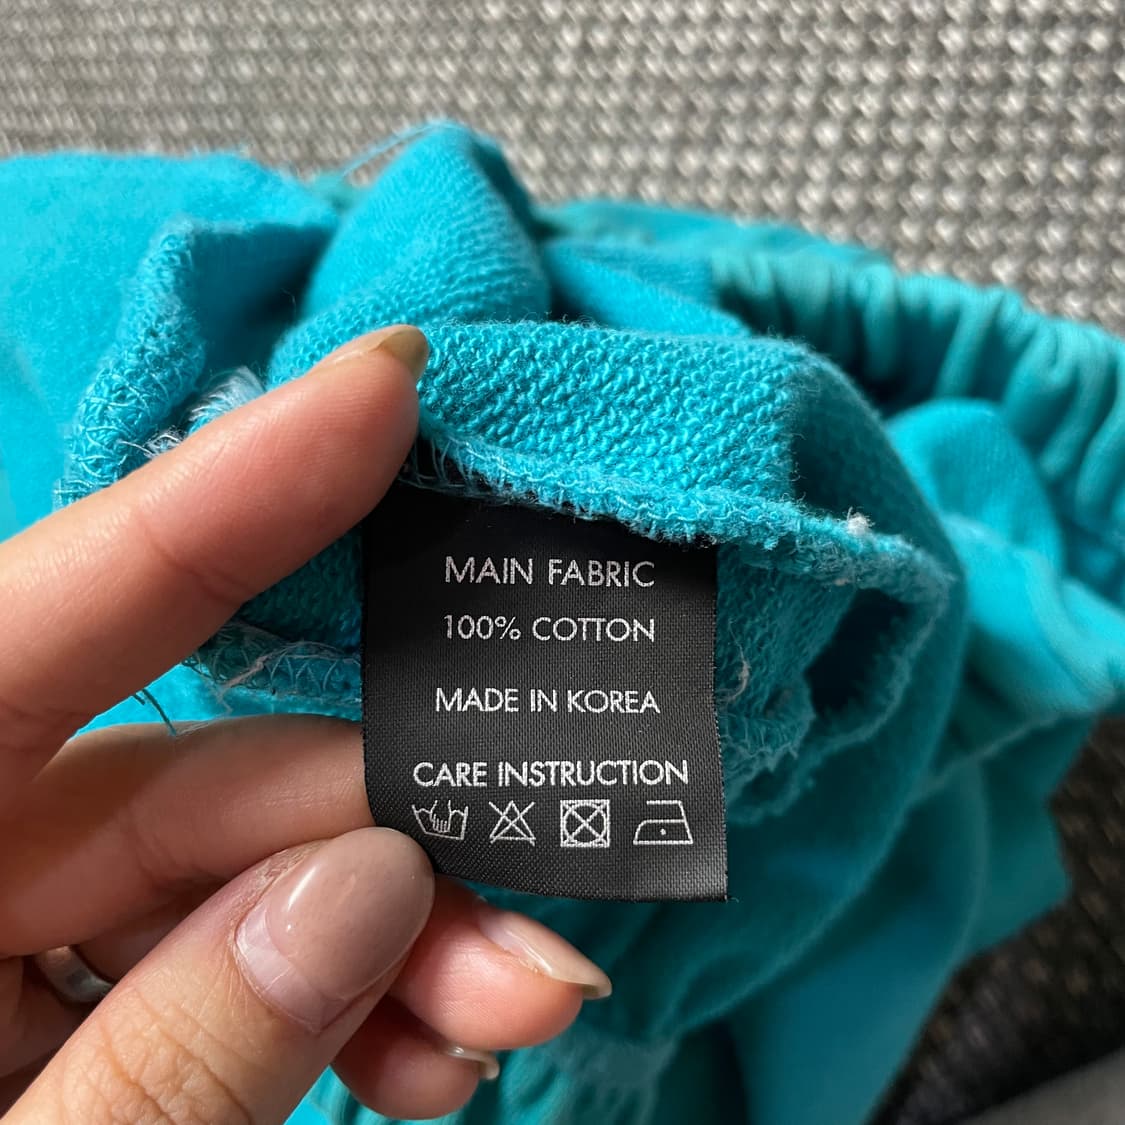 MAIN FABRIC
100% COTTON
MADE IN KOREA
CARE INSTRUCTION